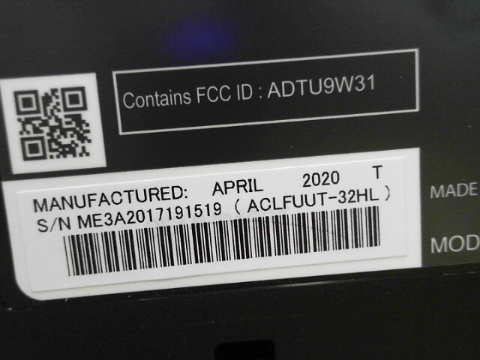 Contains FCC ID : ADTU9W31
MANUFACTURED: APRIL 2020 T
S/N ME3A2017191519 ( ACLFUUT-32HL )
MADE
MOD